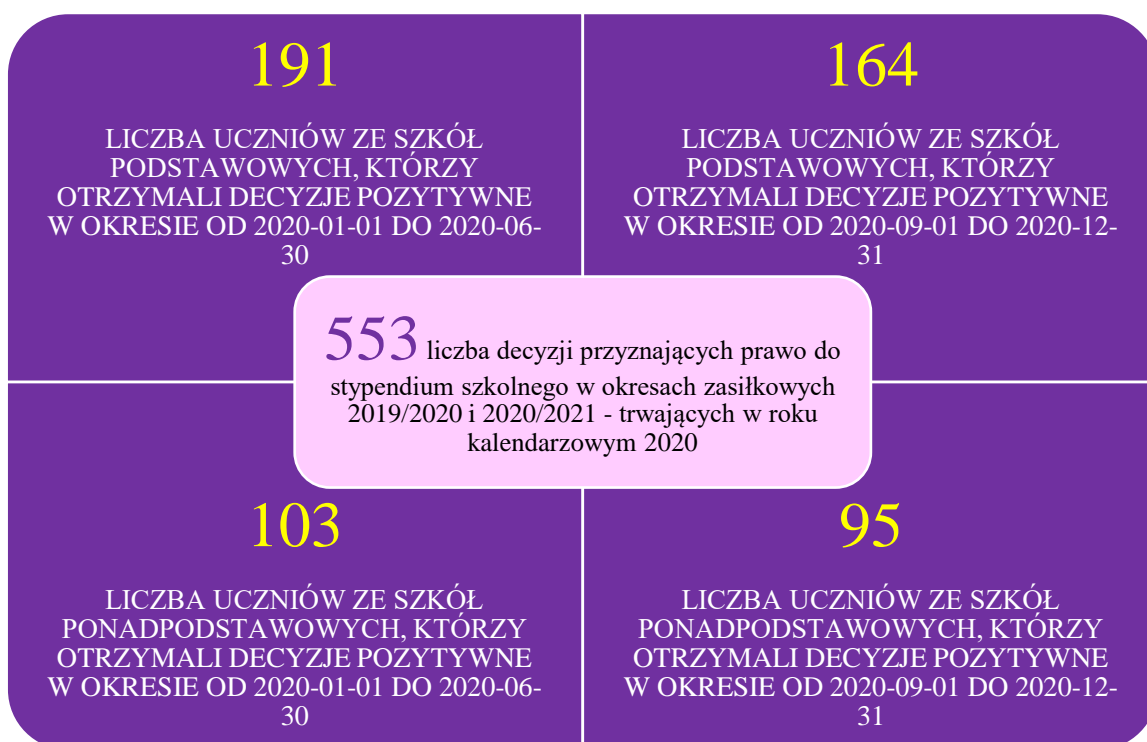 191
LICZBA UCZNIÓW ZE SZKÓŁ
PODSTAWOWYCH, KTÓRZY
OTRZYMALI DECYZJE POZYTYWNE
W OKRESIE OD 2020-01-01 DO 2020-06-
30
164
LICZBA UCZNIÓW ZE SZKÓŁ
PODSTAWOWYCH, KTÓRZY
OTRZYMALI DECYZJE POZYTYWNE
W OKRESIE OD 2020-09-01 DO 2020-12-
31
553 liczba decyzji przyznających prawo do
stypendium szkolnego w okresach zasiłkowych
2019/2020 i 2020/2021 - trwających w roku
kalendarzowym 2020
103
LICZBA UCZNIÓW ZE SZKÓŁ
PONADPODSTAWOWYCH, KTÓRZY
OTRZYMALI DECYZJE POZYTYWNE
W OKRESIE OD 2020-01-01 DO 2020-06-
30
95
LICZBA UCZNIÓW ZE SZKÓŁ
PONADPODSTAWOWYCH, KTÓRZY
OTRZYMALI DECYZJE POZYTYWNE
W OKRESIE OD 2020-09-01 DO 2020-12-
31